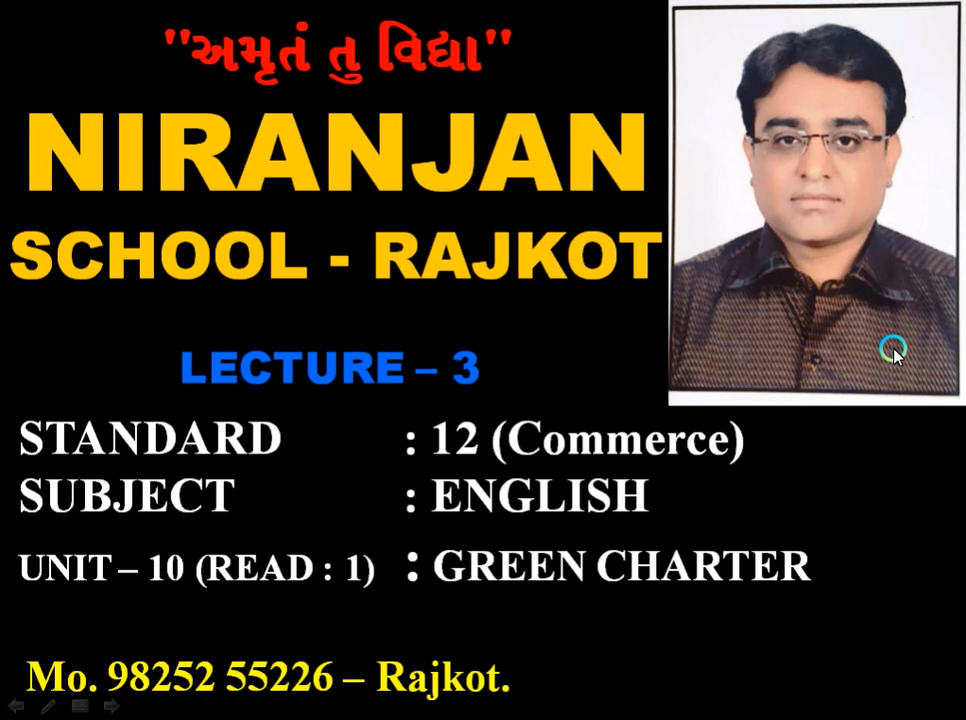 "અમૃતં તુ વિદ્યા"
NIRANJAN
SCHOOL - RAJKOT
LECTURE – 3
STANDARD : 12 (Commerce)
SUBJECT : ENGLISH
UNIT – 10 (READ : 1) : GREEN CHARTER
Mo. 98252 55226 – Rajkot.